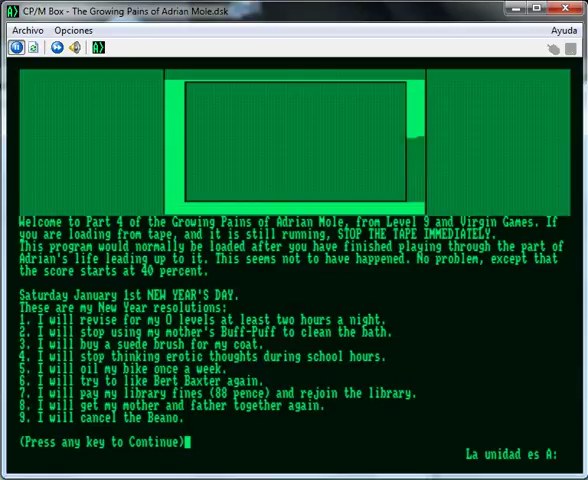 CP/M Box - The Growing Pains of Adrian Mole.dsk
Archivo Opciones Ayuda
A>
Welcome to Part 4 of the Growing Pains of Adrian Mole, from Level 9 and Virgin Games. If
you are loading from tape, and it is still running, STOP THE TAPE IMMEDIATELY.
This program would normally be loaded after you have finished playing through the part of
Adrian's life leading up to it. This seems not to have happened. No problem, except that
the score starts at 40 percent.
Saturday January 1st NEW YEAR'S DAY.
These are my New Year resolutions:
1. I will revise for my O levels at least two hours a night.
2. I will stop using my mother's Buff-Puff to clean the bath.
3. I will buy a suede brush for my coat.
4. I will stop thinking erotic thoughts during school hours.
5. I will oil my bike once a week.
6. I will try to like Bert Baxter again.
7. I will pay my library fines (88 pence) and rejoin the library.
8. I will get my mother and father together again.
9. I will cancel the Beano.
(Press any key to Continue)
La unidad es A: